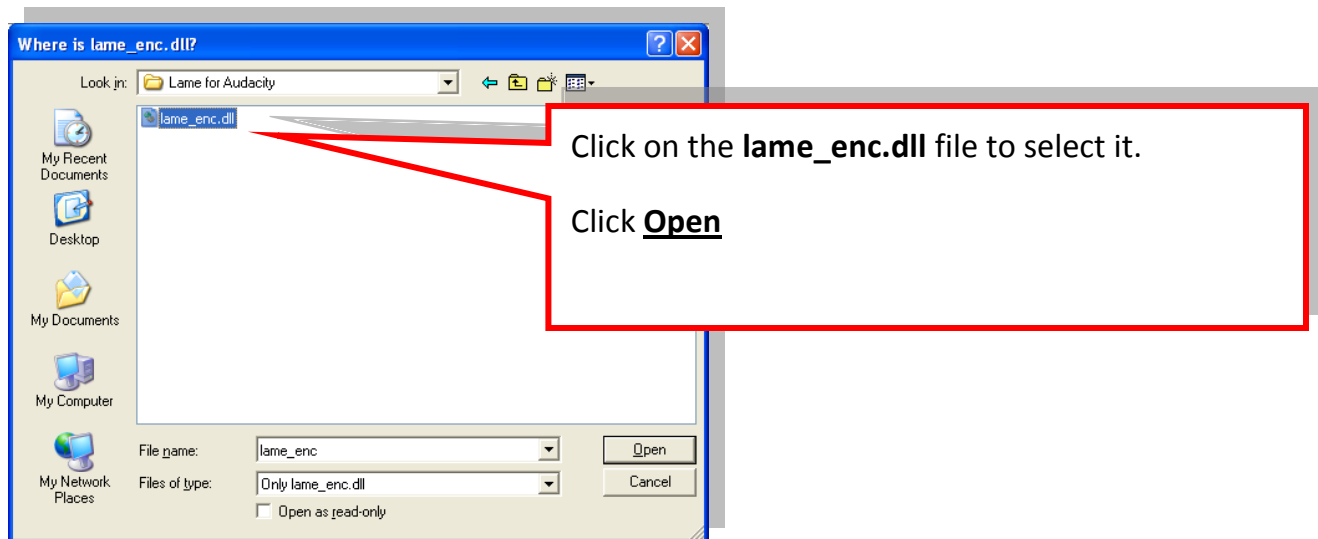 Where is lame_enc.dll?
Look in: Lame for Audacity
lame_enc.dll
My Recent
Documents
Desktop
My Documents
My Computer
My Network
Places
File name: lame_enc Open
Files of type: Only lame_enc.dll Cancel
Open as read-only
Click on the lame_enc.dll file to select it.
Click Open